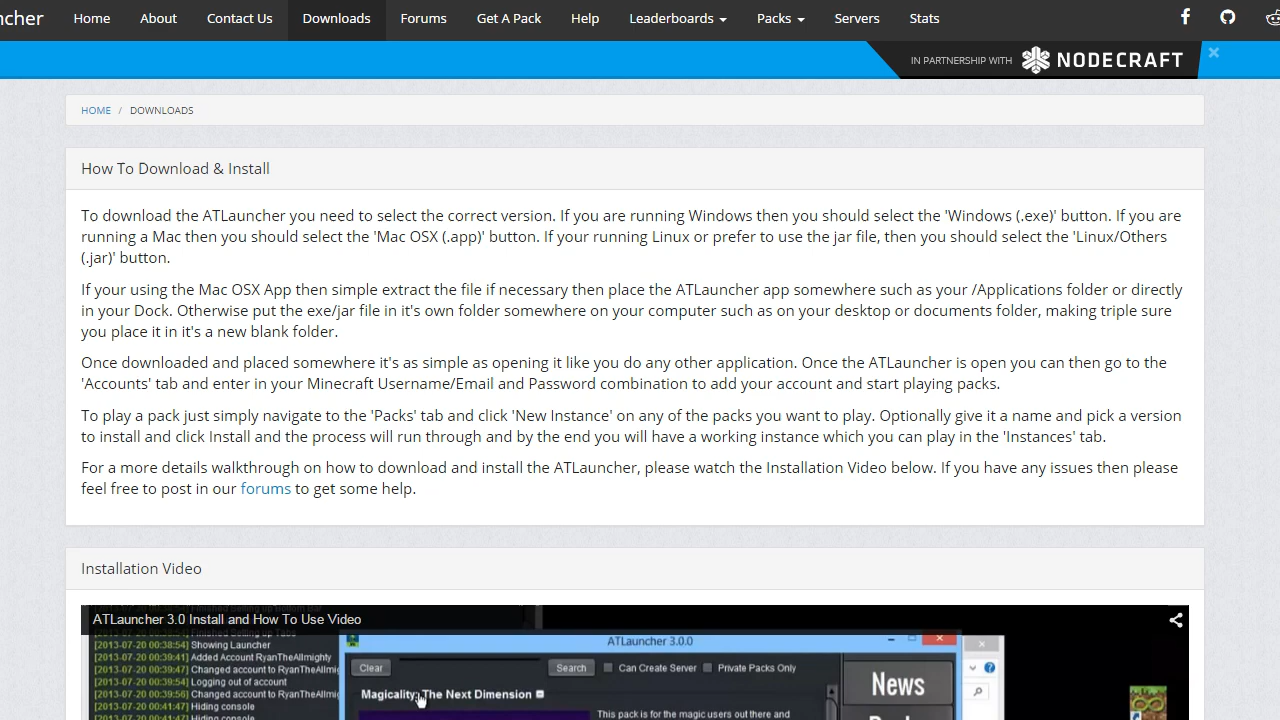 ncher Home About Contact Us Downloads Forums Get A Pack Help Leaderboards Packs Servers Stats
IN PARTNERSHIP WITH NODECRAFT
HOME / DOWNLOADS
How To Download & Install
To download the ATLauncher you need to select the correct version. If you are running Windows then you should select the 'Windows (.exe)' button. If you are
running a Mac then you should select the 'Mac OSX (.app)' button. If your running Linux or prefer to use the jar file, then you should select the 'Linux/Others
(.jar)' button.
If your using the Mac OSX App then simple extract the file if necessary then place the ATLauncher app somewhere such as your /Applications folder or directly
in your Dock. Otherwise put the exe/jar file in it's own folder somewhere on your computer such as on your desktop or documents folder, making triple sure
you place it in it's a new blank folder.
Once downloaded and placed somewhere it's as simple as opening it like you do any other application. Once the ATLauncher is open you can then go to the
'Accounts' tab and enter in your Minecraft Username/Email and Password combination to add your account and start playing packs.
To play a pack just simply navigate to the 'Packs' tab and click 'New Instance' on any of the packs you want to play. Optionally give it a name and pick a version
to install and click Install and the process will run through and by the end you will have a working instance which you can play in the 'Instances' tab.
For a more details walkthrough on how to download and install the ATLauncher, please watch the Installation Video below. If you have any issues then please
feel free to post in our forums to get some help.
Installation Video
ATLauncher 3.0 Install and How To Use Video
[2013-07-20 00:38:54] Showing Launcher
[2013-07-20 00:39:41] Added Account RyanTheAllmighty
[2013-07-20 00:39:43] Changed account to RyanTheAllmi
[2013-07-20 00:39:54] Logging out of account
[2013-07-20 00:39:56] Changed account to RyanTheAllmi
[2013-07-20 00:41:47] Hiding console
ATLauncher 3.0.0
Clear Search Can Create Server Private Packs Only
Magicality: The Next Dimension
This pack is for the magic users out there and
News